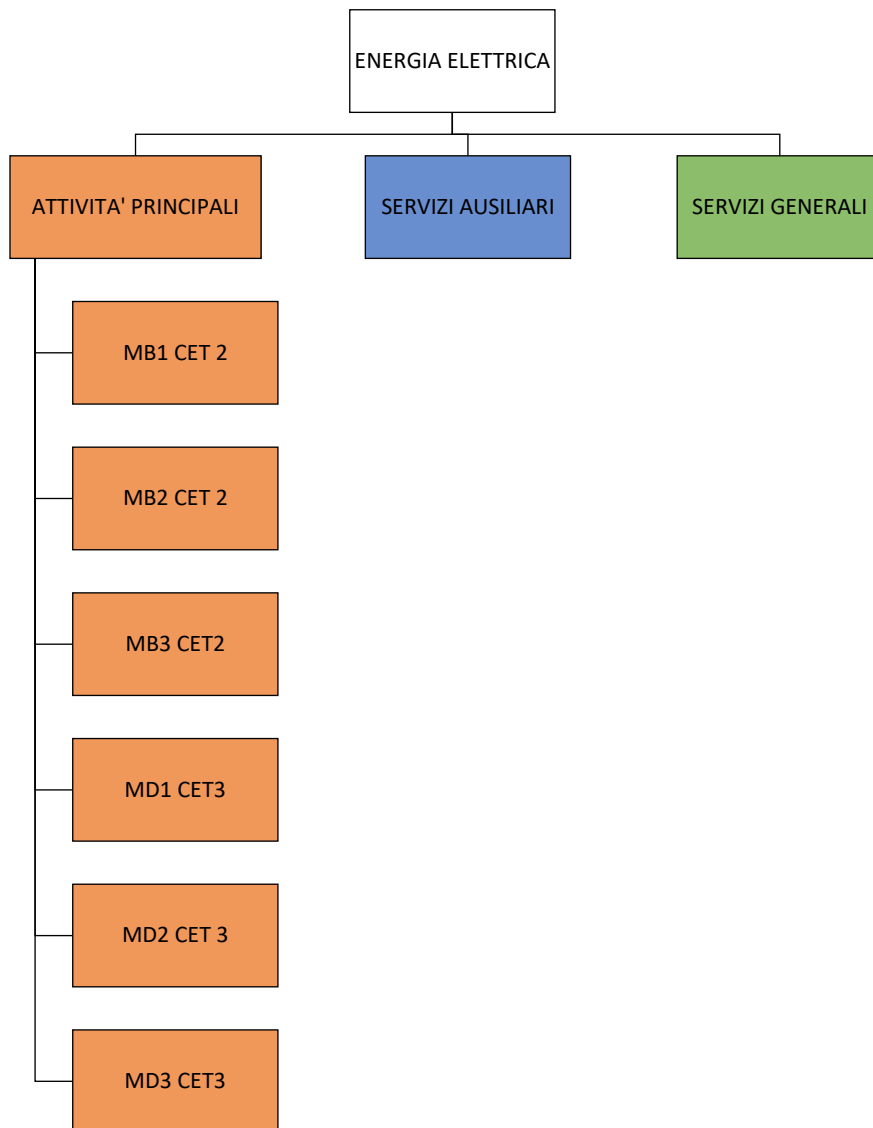 ENERGIA ELETTRICA
ATTIVITA' PRINCIPALI
SERVIZI AUSILIARI
SERVIZI GENERALI
MB1 CET 2
MB2 CET 2
MB3 CET2
MD1 CET3
MD2 CET 3
MD3 CET3